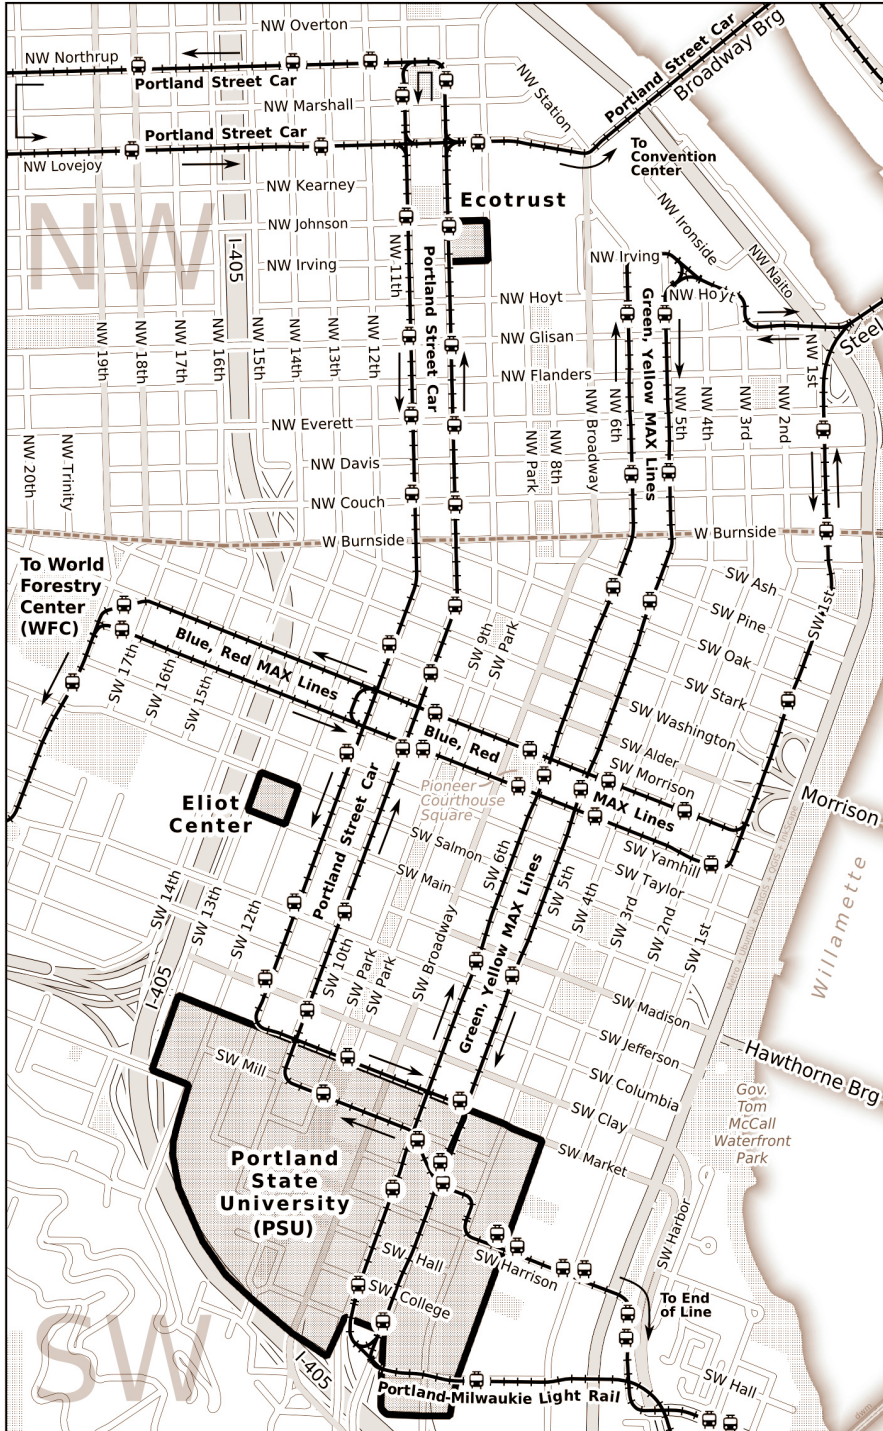 NW Overton
NW Northrup
Portland Street Car
NW Marshall
Portland Street Car
NW Lovejoy
NW Kearney
NW Station
Portland Street Car
Broadway Brg
To
Convention
Center
NW
Ecotrust
NW Johnson
NW Irving
I-405
NW 11th
Portland Street Car
NW Ironside
NW Naito
NW Irving
NW Hoyt
NW Hoyt
NW Glisan
NW Flanders
Green, Yellow MAX Lines
Steel
NW 19th
NW 18th
NW 17th
NW 16th
NW 15th
NW 14th
NW 13th
NW 12th
NW Broadway
NW 6th
NW 5th
NW 4th
NW 3rd
NW 2nd
NW 1st
NW Everett
NW Davis
NW Couch
NW 20th
NW Trinity
NW Park
NW 8th
W Burnside
W Burnside
To World
Forestry
Center
(WFC)
SW Ash
SW Pine
SW Oak
SW Stark
SW Washington
SW Alder
SW Morrison
SW 1st
Blue, Red MAX Lines
SW 17th
SW 16th
SW 15th
SW 9th
SW Park
Blue, Red
MAX Lines
Pioneer
Courthouse
Square
Eliot
Center
Portland Street Car
Morrison
SW Salmon
SW Main
SW Yamhill
SW Taylor
SW 6th
SW 5th
SW 4th
SW 3rd
SW 2nd
SW 1st
Green, Yellow MAX Lines
Willamette
SW 14th
SW 13th
SW 12th
SW 10th
SW Park
SW Park
SW Broadway
I-405
SW Madison
SW Jefferson
SW Columbia
SW Clay
SW Market
Hawthorne Brg
Gov.
Tom
McCall
Waterfront
Park
SW Mill
Portland
State
University
(PSU)
SW Hall
SW College
SW Harrison
SW Harbor
To End
of Line
SW
I-405
SW Hall
Portland-Milwaukie Light Rail